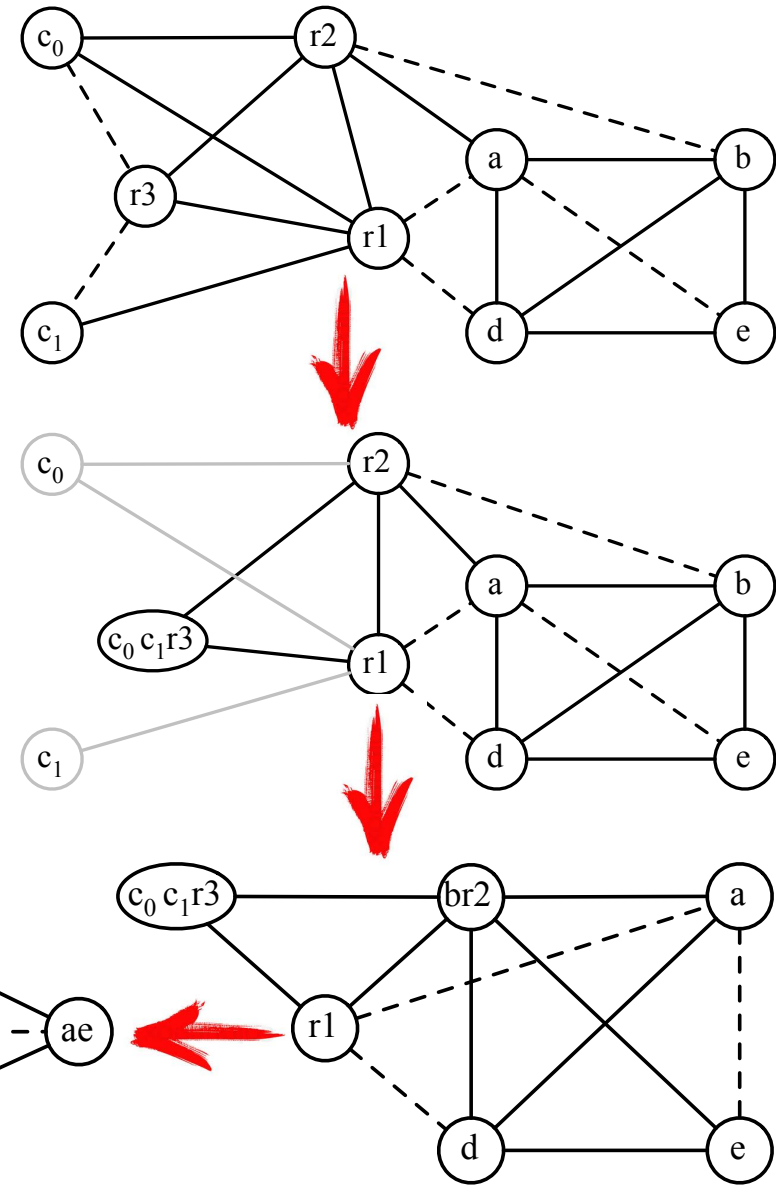 c₀ r2
a b
r3
r1
c₁ d e
c₀ r2
a b
c₀ c₁r3
r1
c₁ d e
c₀ c₁r3 br2 a
ae r1
d e